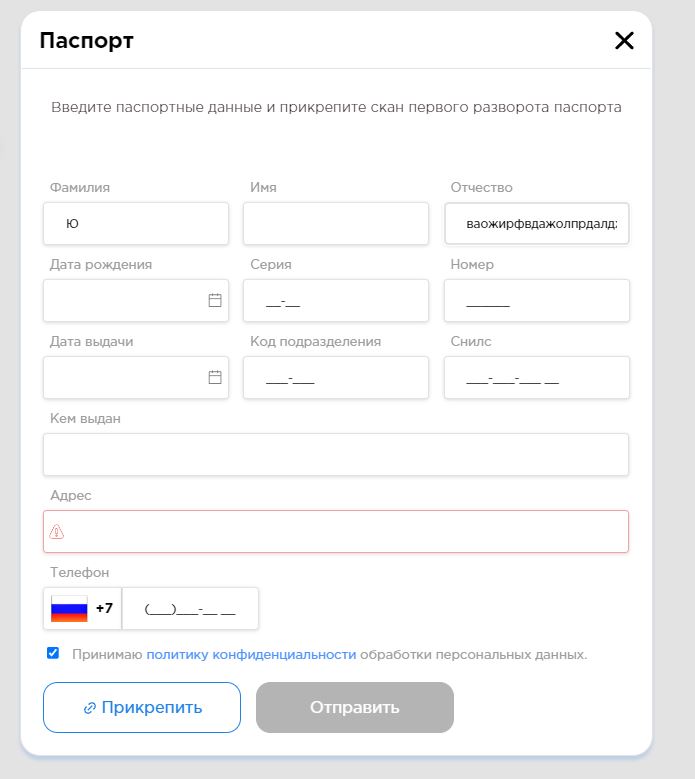 Паспорт
Введите паспортные данные и прикрепите скан первого разворота паспорта
Фамилия Имя Отчество
Ю ваожирфвдажолпрдалд
Дата рождения Серия Номер
__-__ ______
Дата выдачи Код подразделения Снилс
___-___ ___-___-___ __
Кем выдан
Адрес
Телефон
+7 (___)___-__ __
Принимаю политику конфиденциальности обработки персональных данных.
Прикрепить Отправить